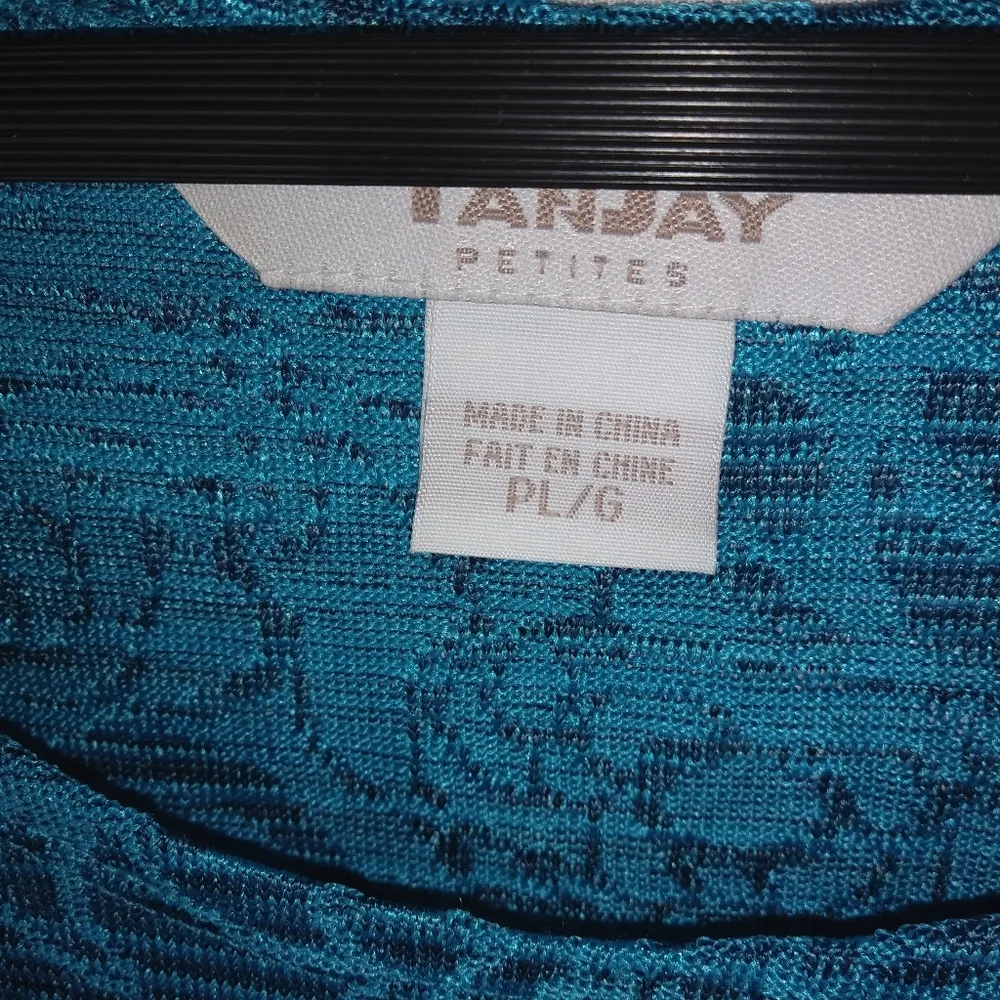 TANJAY
PETITES
MADE IN CHINA
FAIT EN CHINE
PL/G